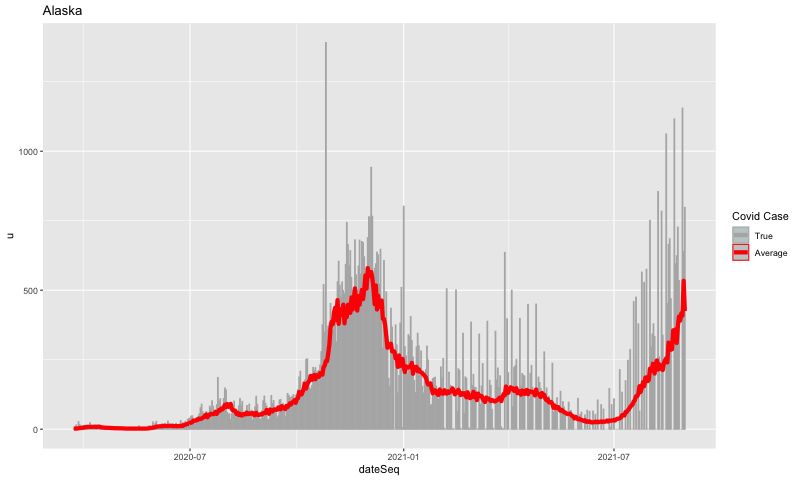 Alaska
1000
500
0
u
2020-07
2021-01
2021-07
dateSeq
Covid Case
True
Average